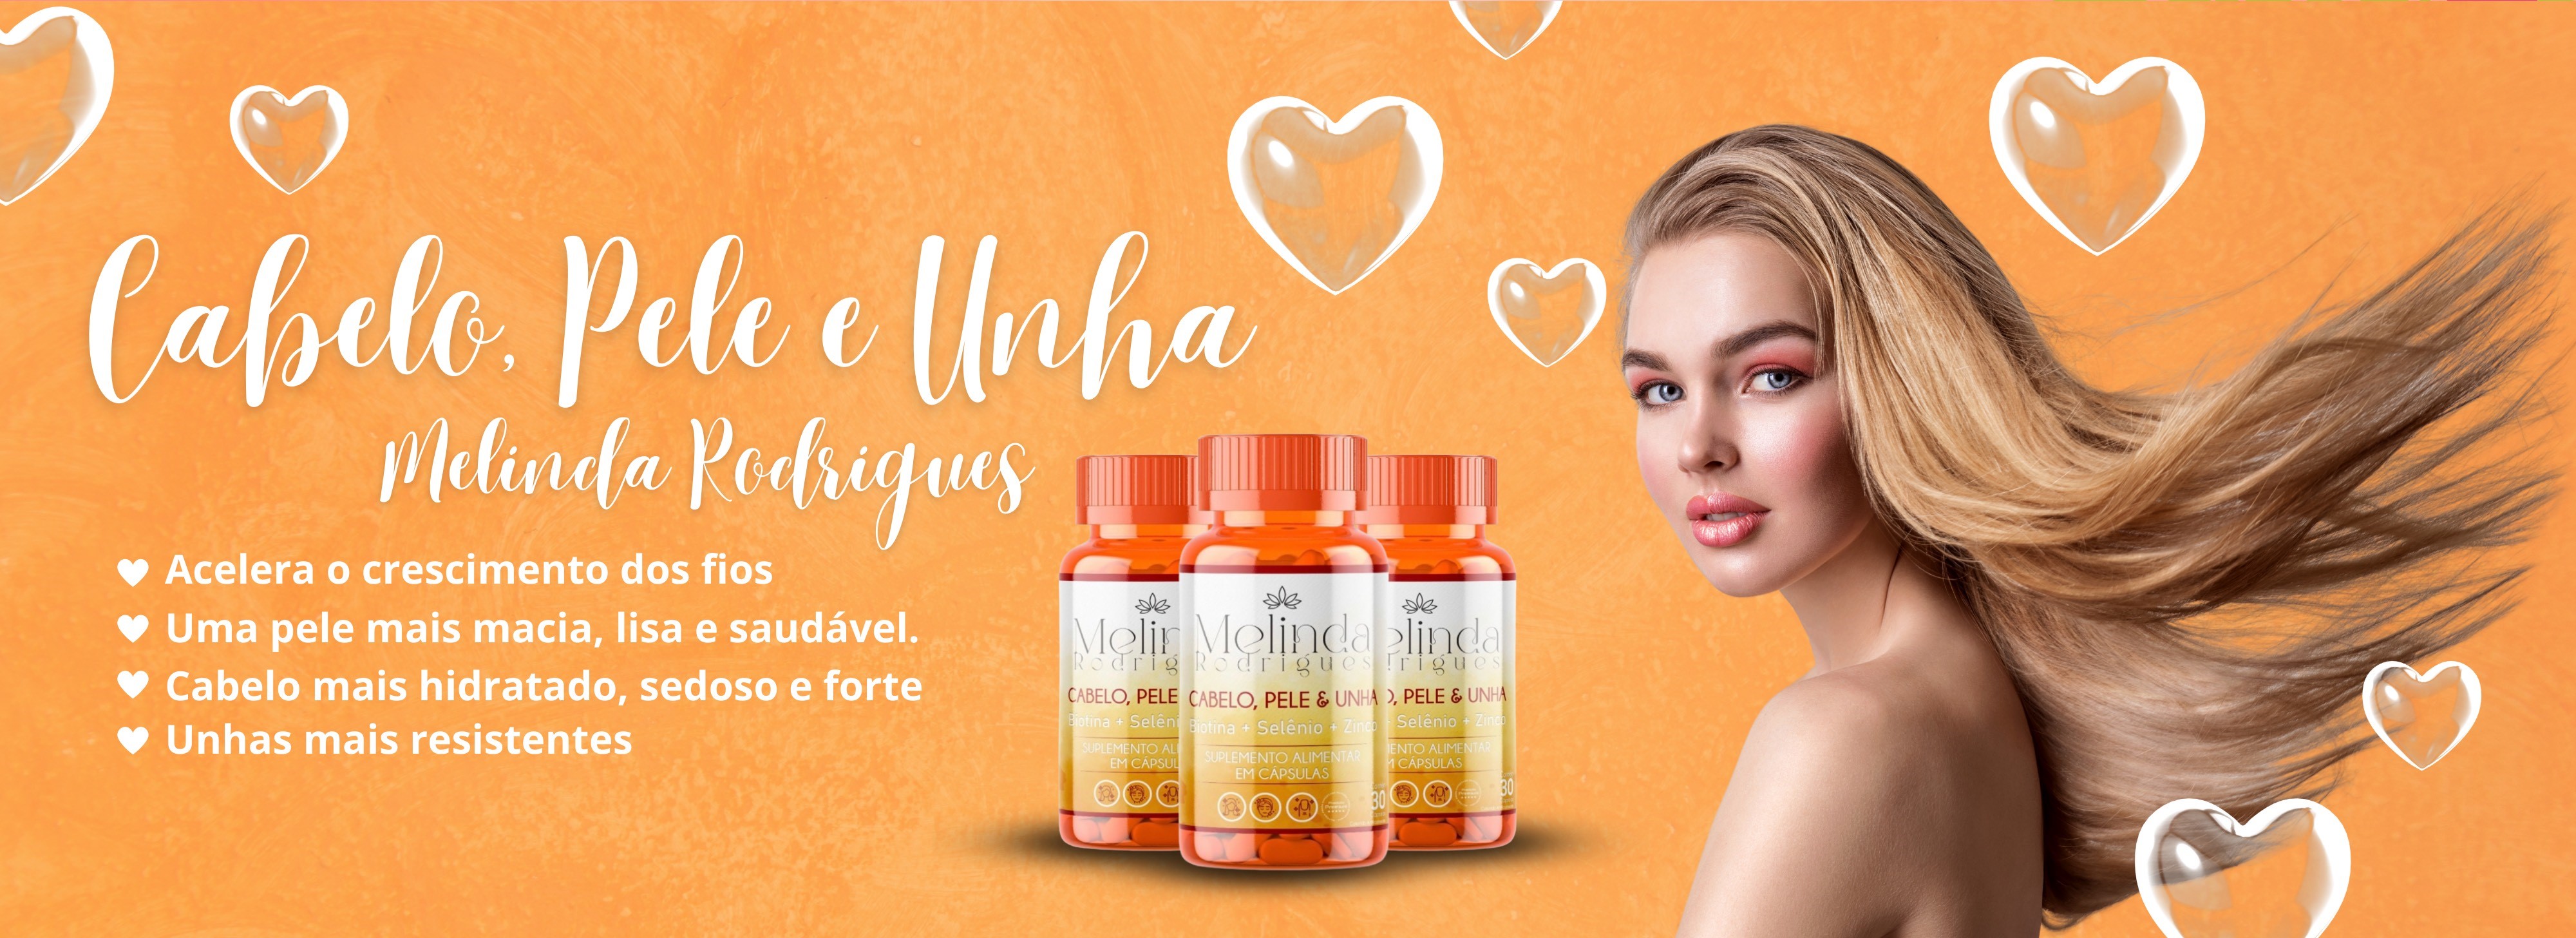 Cabelo, Pele e Unha
Melinda Rodrigues
Acelera o crescimento dos fios
Uma pele mais macia, lisa e saudável.
Cabelo mais hidratado, sedoso e forte
Unhas mais resistentes
Melinda
Rodrigues
CABELO, PELE & UNHA
Biotina + Selênio + Zinco
SUPLEMENTO ALIMENTAR
EM CÁPSULAS
30